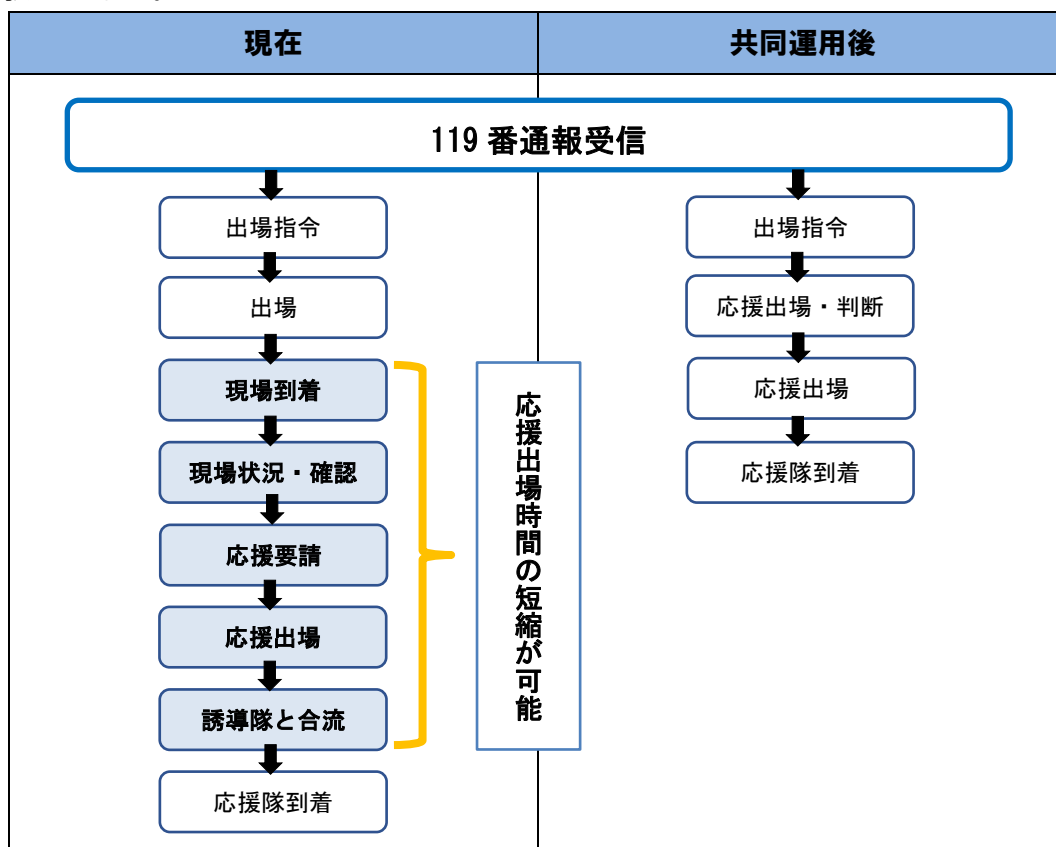 現在
共同運用後
119番通報受信
出場指令
出場
現場到着
現場状況・確認
応援要請
応援出場
誘導隊と合流
応援隊到着
応援出場時間の短縮が可能
出場指令
応援出場・判断
応援出場
応援隊到着